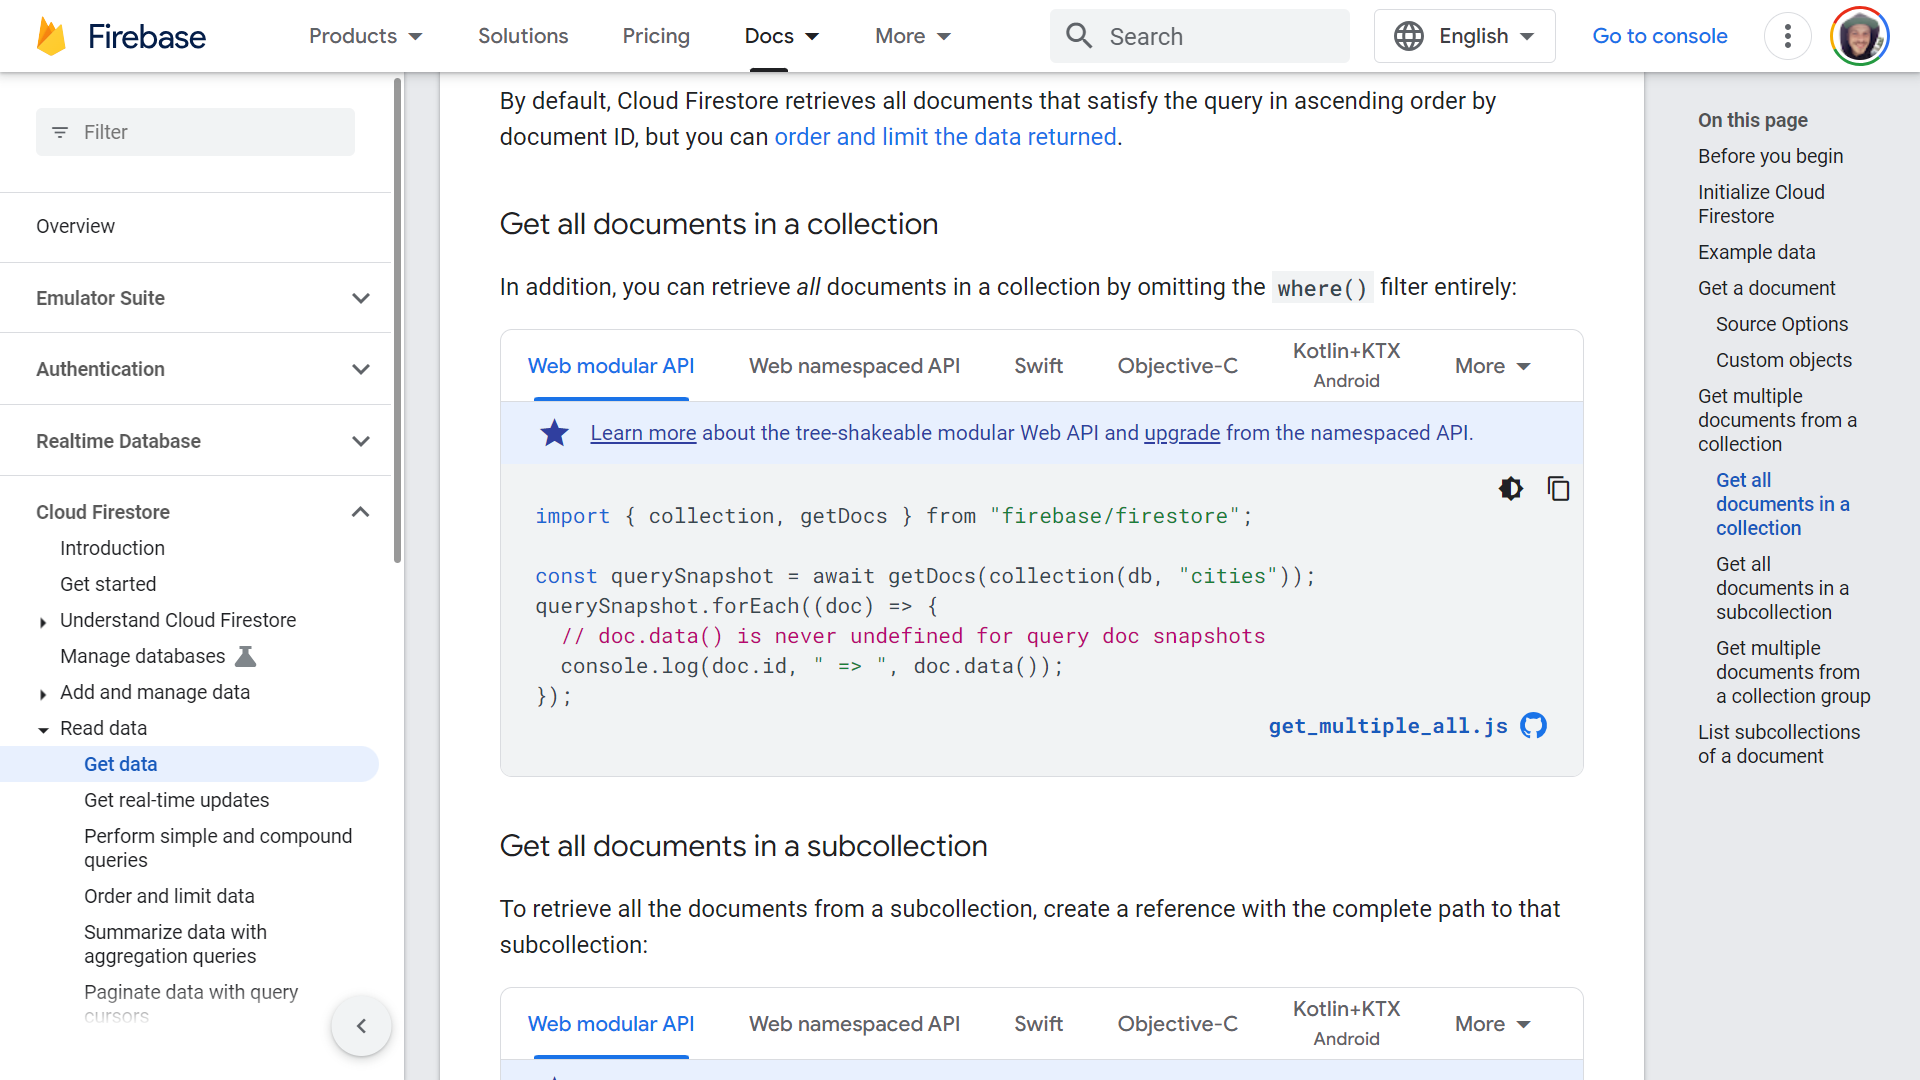 Firebase
Products
Solutions
Pricing
Docs
More
Search
English
Go to console
Filter
Overview
Emulator Suite
Authentication
Realtime Database
Cloud Firestore
Introduction
Get started
Understand Cloud Firestore
Manage databases
Add and manage data
Read data
Get data
Get real-time updates
Perform simple and compound
queries
Order and limit data
Summarize data with
aggregation queries
Paginate data with query
cursors
By default, Cloud Firestore retrieves all documents that satisfy the query in ascending order by
document ID, but you can order and limit the data returned.
Get all documents in a collection
In addition, you can retrieve all documents in a collection by omitting the where() filter entirely:
Web modular API
Web namespaced API
Swift
Objective-C
Kotlin+KTX
Android
More
Learn more about the tree-shakeable modular Web API and upgrade from the namespaced API.
import { collection, getDocs } from "firebase/firestore";
const querySnapshot = await getDocs(collection(db, "cities"));
querySnapshot.forEach((doc) => {
  // doc.data() is never undefined for query doc snapshots
  console.log(doc.id, " => ", doc.data());
});
get_multiple_all.js
Get all documents in a subcollection
To retrieve all the documents from a subcollection, create a reference with the complete path to that
subcollection:
Web modular API
Web namespaced API
Swift
Objective-C
Kotlin+KTX
Android
More
On this page
Before you begin
Initialize Cloud
Firestore
Example data
Get a document
Source Options
Custom objects
Get multiple
documents from a
collection
Get all
documents in a
collection
Get all
documents in a
subcollection
Get multiple
documents from
a collection group
List subcollections
of a document